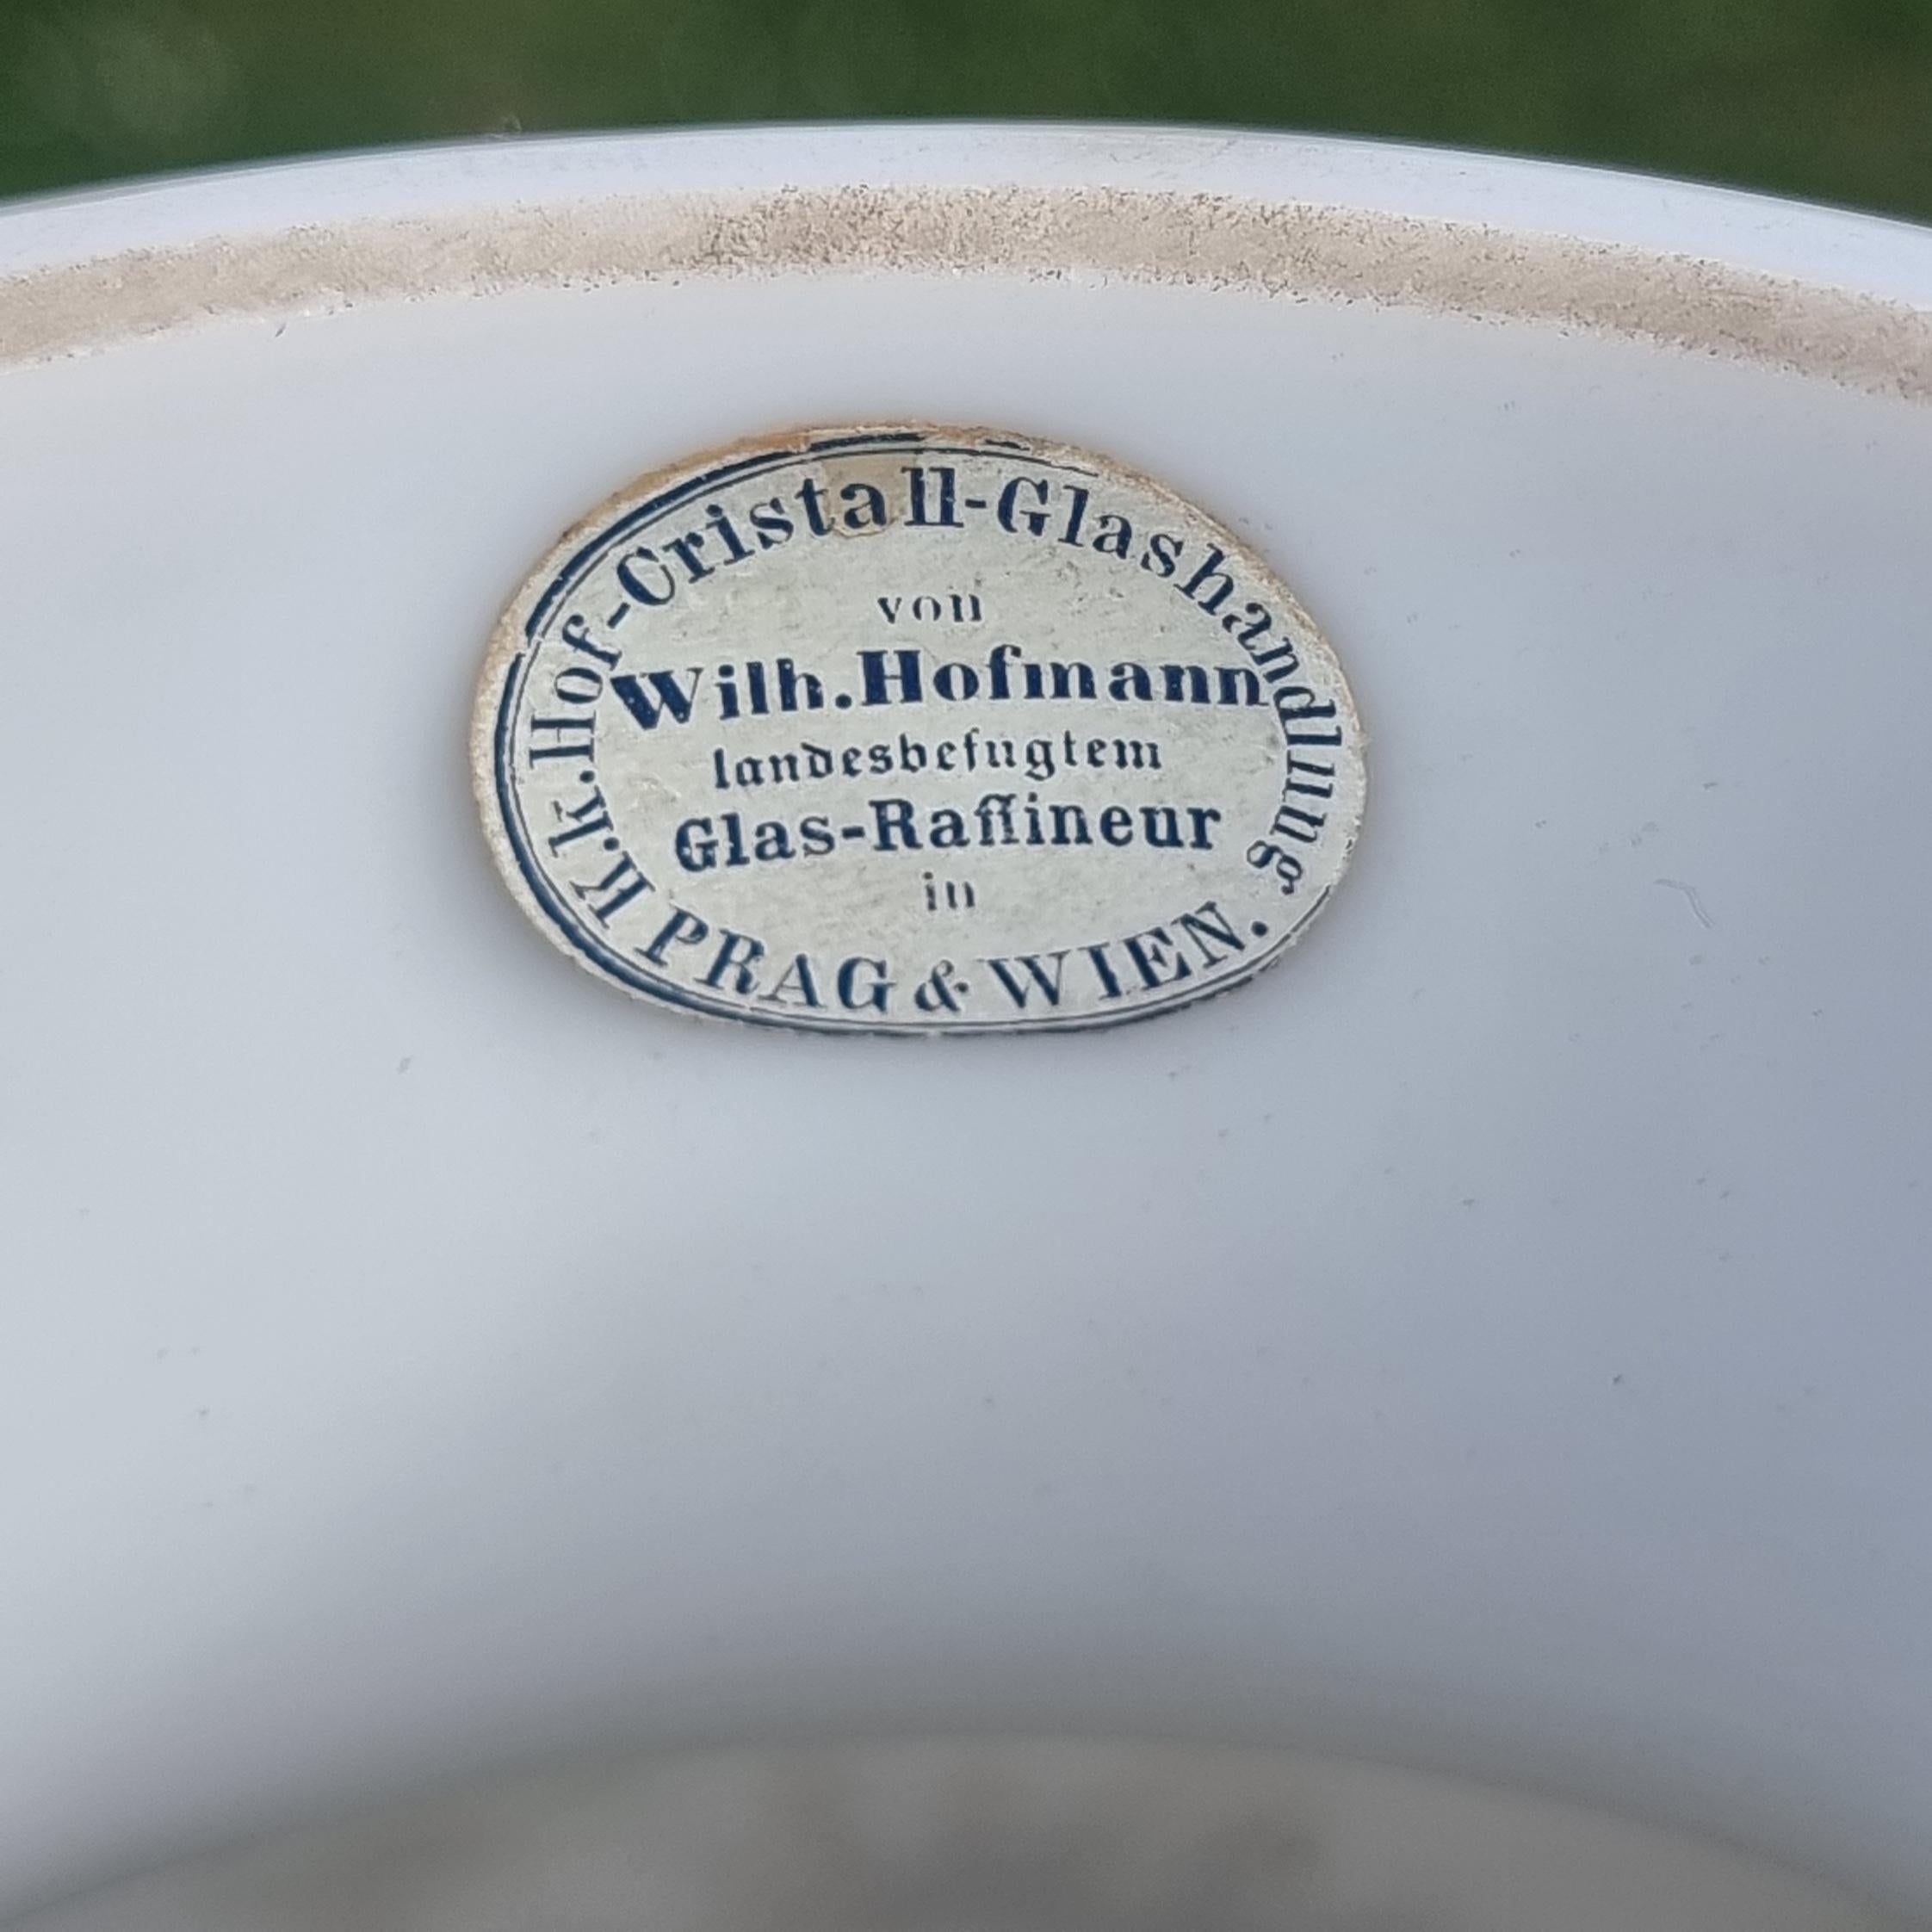 K.K.Hof-Cristall-Glashandlung
von
Wilh.Hofmann
landesbefugtem
Glas-Raffineur
in
PRAG & WIEN.